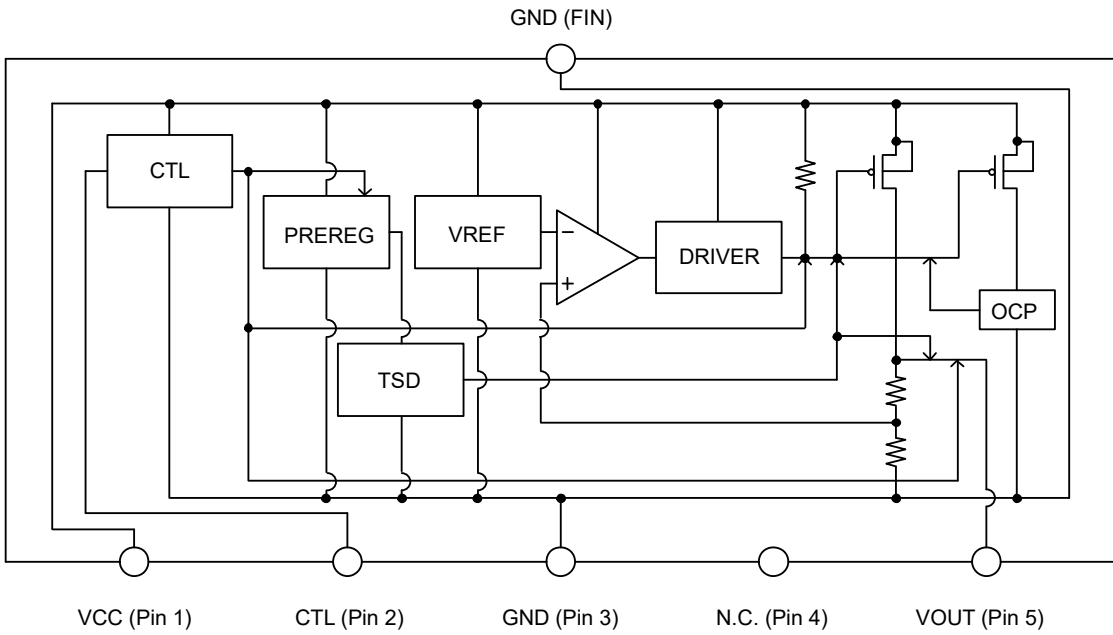 GND (FIN)
CTL
PREREG
VREF
−
+
DRIVER
OCP
TSD
VCC (Pin 1)
CTL (Pin 2)
GND (Pin 3)
N.C. (Pin 4)
VOUT (Pin 5)